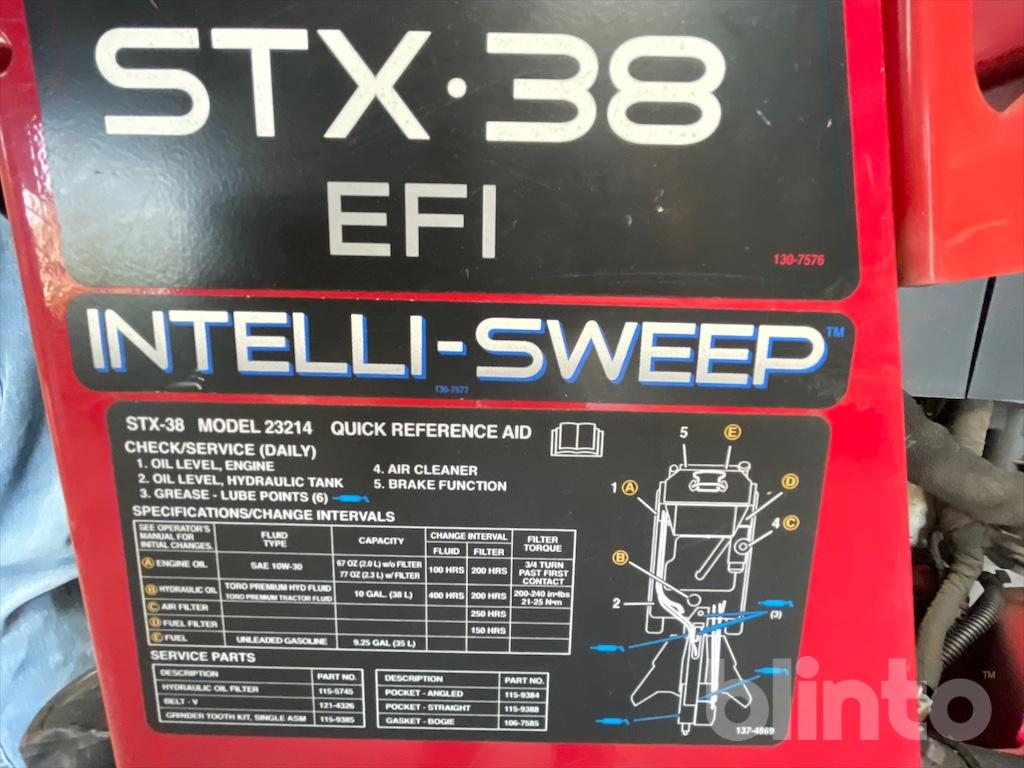 STX·38
EFI
130-7576
INTELLI-SWEEP™
130-7577
STX-38 MODEL 23214 QUICK REFERENCE AID
CHECK/SERVICE (DAILY)
1. OIL LEVEL, ENGINE
2. OIL LEVEL, HYDRAULIC TANK
3. GREASE - LUBE POINTS (6)
4. AIR CLEANER
5. BRAKE FUNCTION
SPECIFICATIONS/CHANGE INTERVALS
SEE OPERATOR'S MANUAL FOR INITIAL CHANGES. FLUID TYPE CAPACITY CHANGE INTERVAL FLUID FILTER FILTER TORQUE
A ENGINE OIL SAE 10W-30 67 OZ (2.0 L) w/o FILTER 77 OZ (2.3 L) w/ FILTER 100 HRS 200 HRS 3/4 TURN PAST FIRST CONTACT
B HYDRAULIC OIL TORO PREMIUM HYD FLUID TORO PREMIUM TRACTOR FLUID 10 GAL. (38 L) 400 HRS 200 HRS 200-240 in•lbs 21-25 N•m
C AIR FILTER 250 HRS
D FUEL FILTER 150 HRS
E FUEL UNLEADED GASOLINE 9.25 GAL (35 L)
SERVICE PARTS
DESCRIPTION PART NO.
HYDRAULIC OIL FILTER 115-5745
BELT - V 121-4326
GRINDER TOOTH KIT, SINGLE ASM 115-9385
DESCRIPTION PART NO.
POCKET - ANGLED 115-9384
POCKET - STRAIGHT 115-9388
GASKET - BOGIE 106-7585
5 E
1 A
D
4 C
B
2
(3)
137-4869
blinto™